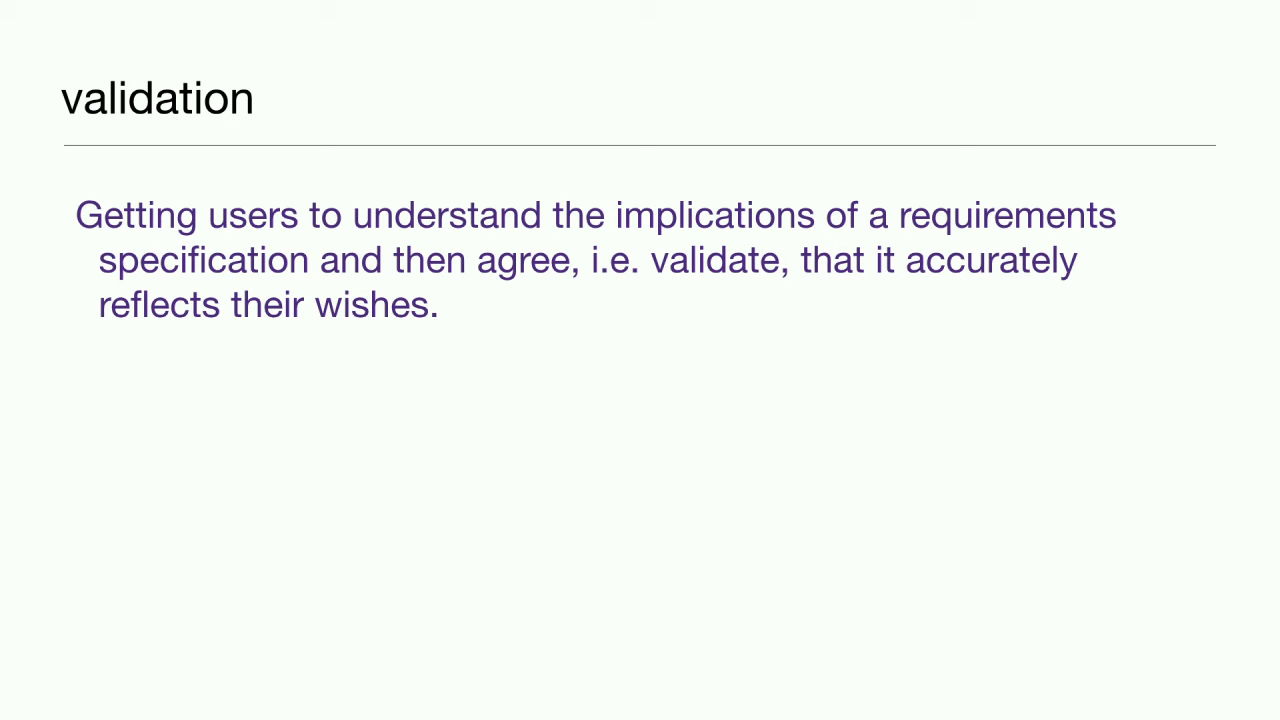 validation
Getting users to understand the implications of a requirements
specification and then agree, i.e. validate, that it accurately
reflects their wishes.